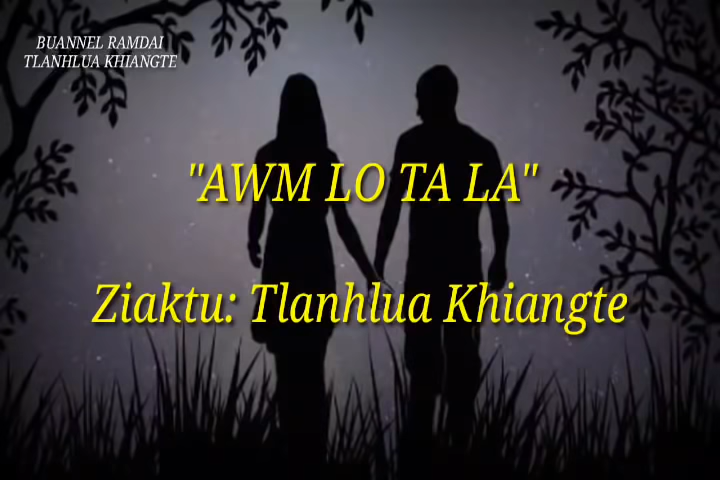 BUANNEL RAMDAI
TLANHLUA KHIANGTE
"AWM LO TA LA"
Ziaktu: Tlanhlua Khiangte